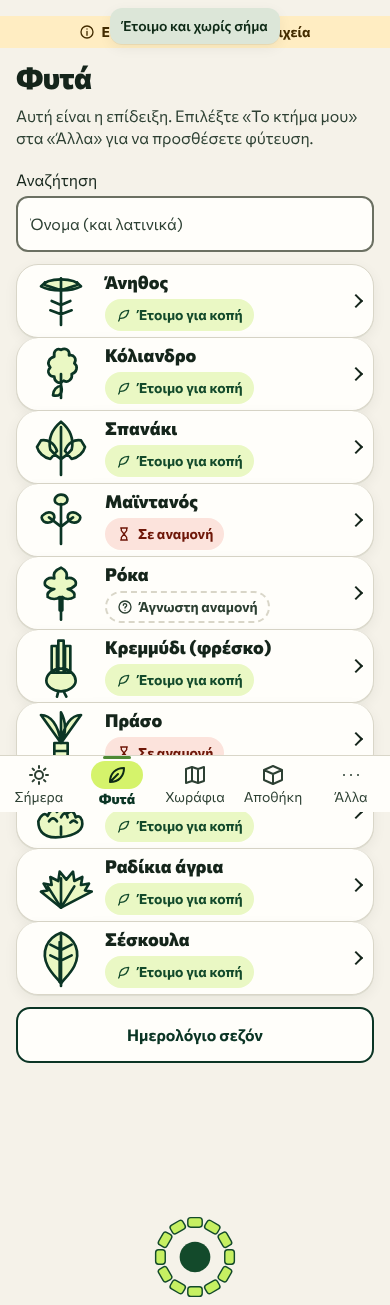 Έτοιμο και χωρίς σήμα
Φυτά
Αυτή είναι η επίδειξη. Επιλέξτε «Το κτήμα μου»
στα «Άλλα» για να προσθέσετε φύτευση.
Αναζήτηση
Όνομα (και λατινικά)
Άνηθος
Έτοιμο για κοπή
Κόλιανδρο
Έτοιμο για κοπή
Σπανάκι
Έτοιμο για κοπή
Μαϊντανός
Σε αναμονή
Ρόκα
Άγνωστη αναμονή
Κρεμμύδι (φρέσκο)
Έτοιμο για κοπή
Πράσο
Σε αναμονή
Σήμερα Φυτά Χωράφια Αποθήκη Άλλα
Έτοιμο για κοπή
Ραδίκια άγρια
Έτοιμο για κοπή
Σέσκουλα
Έτοιμο για κοπή
Ημερολόγιο σεζόν